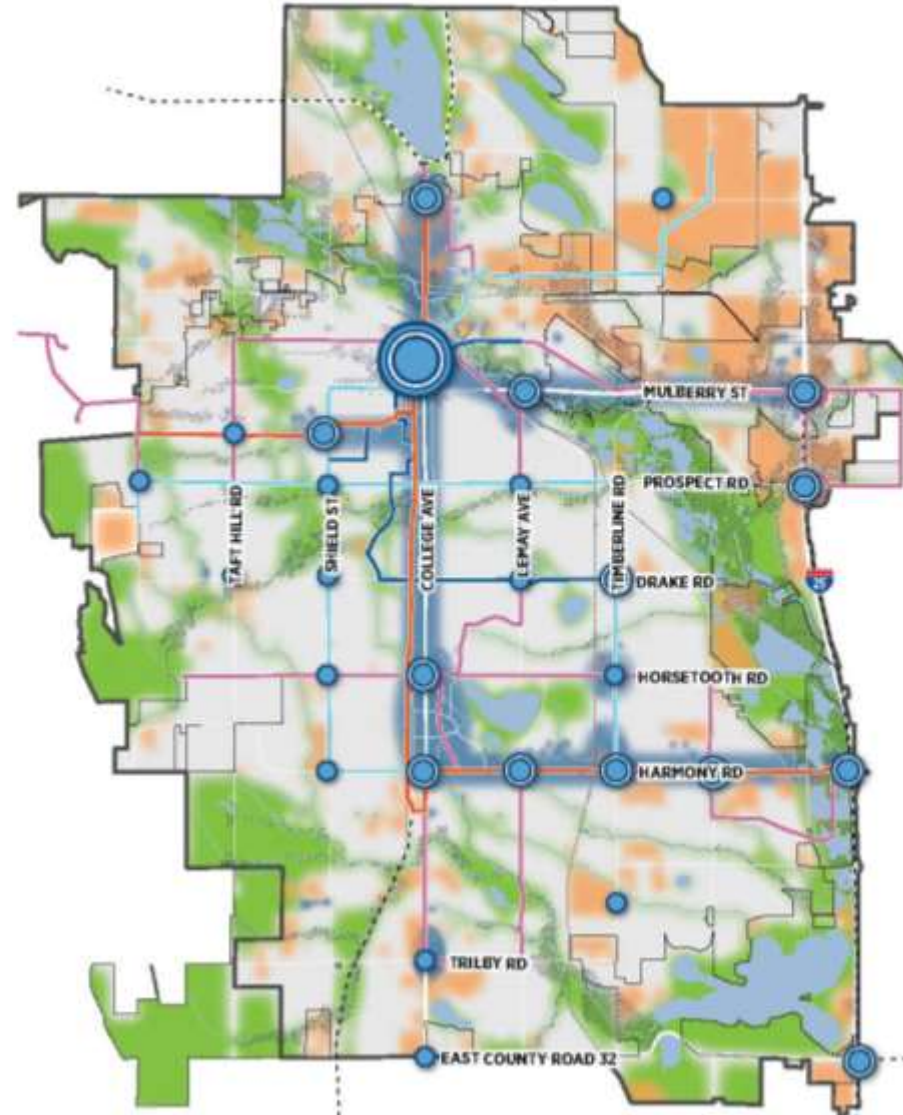 MULBERRY ST
PROSPECT RD
TAFT HILL RD
SHIELD ST
COLLEGE AVE
LEMAY AVE
TIMBERLINE RD
DRAKE RD
25
HORSETOOTH RD
HARMONY RD
TRILBY RD
EAST COUNTY ROAD 32